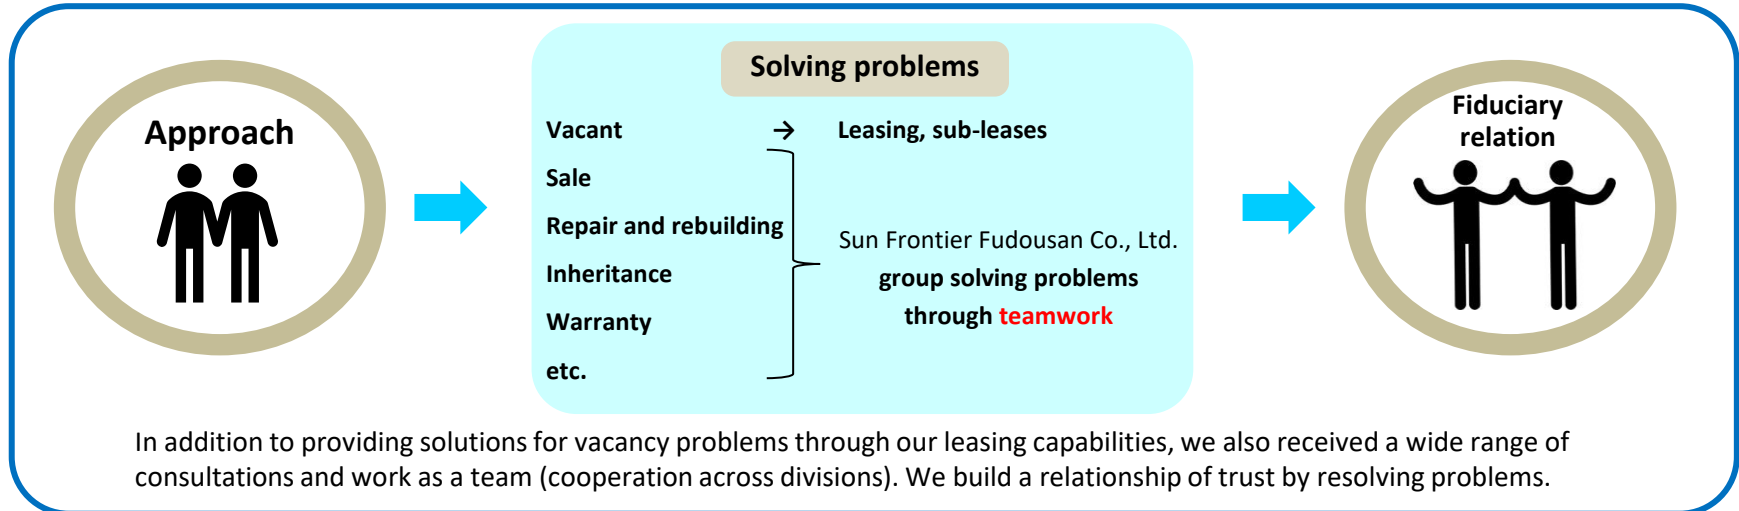 Approach
Solving problems
Vacant → Leasing, sub-leases
Sale
Repair and rebuilding
Inheritance
Warranty
etc.
Sun Frontier Fudousan Co., Ltd.
group solving problems
through teamwork
Fiduciary
relation
In addition to providing solutions for vacancy problems through our leasing capabilities, we also received a wide range of
consultations and work as a team (cooperation across divisions). We build a relationship of trust by resolving problems.